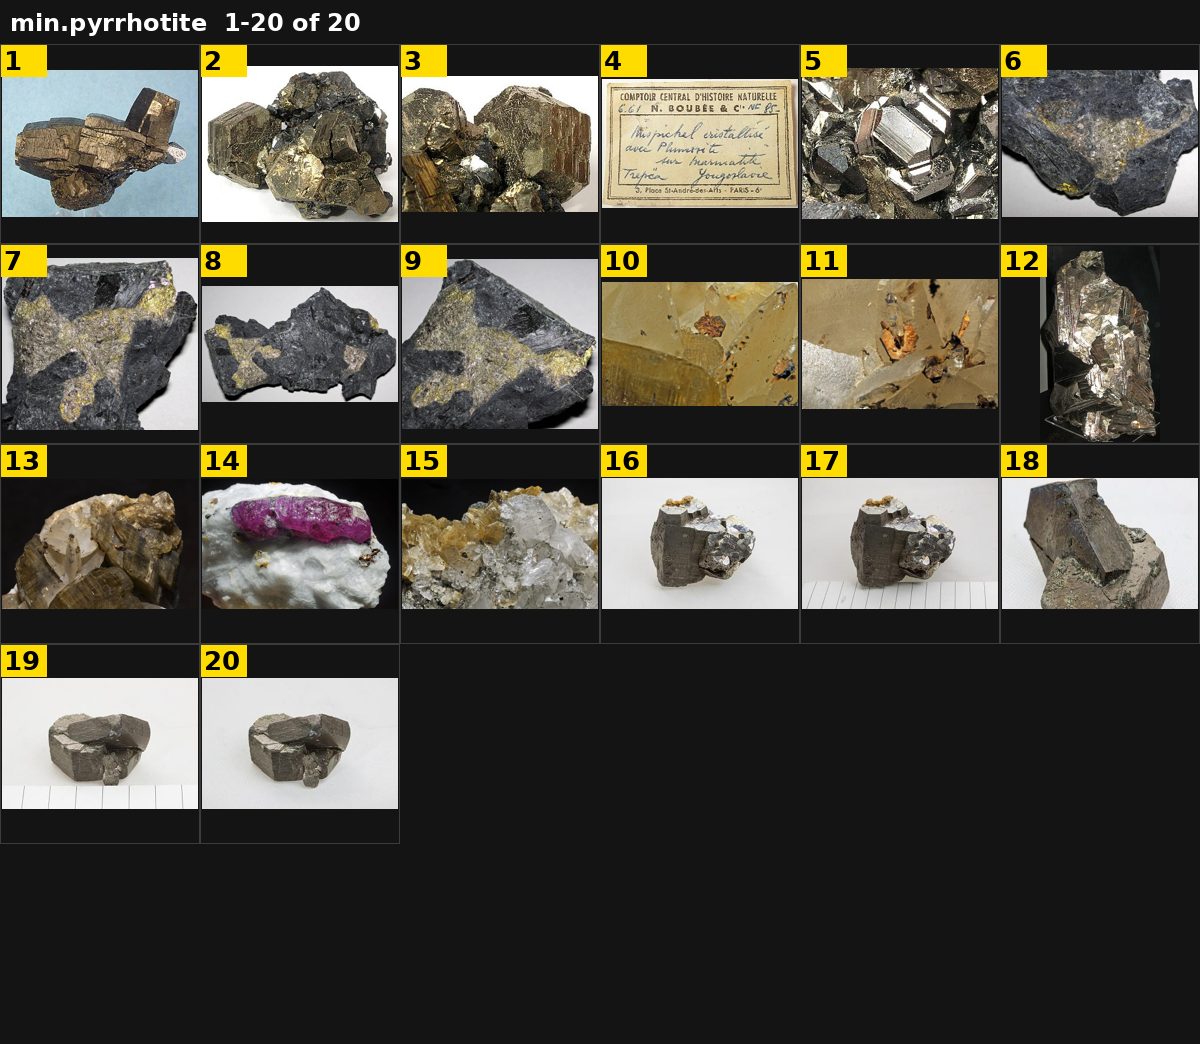 min.pyrrhotite 1-20 of 20
1
2
3
4
5
6
COMPTOIR CENTRAL D'HISTOIRE NATURELLE
N. BOUBÉE & Cie
Mispickel cristallisé
avec Plumosite
sur marmatite
Trepča Yougoslavie
3, Place St-André-des-Arts - PARIS - 6e
7
8
9
10
11
12
13
14
15
16
17
18
19
20